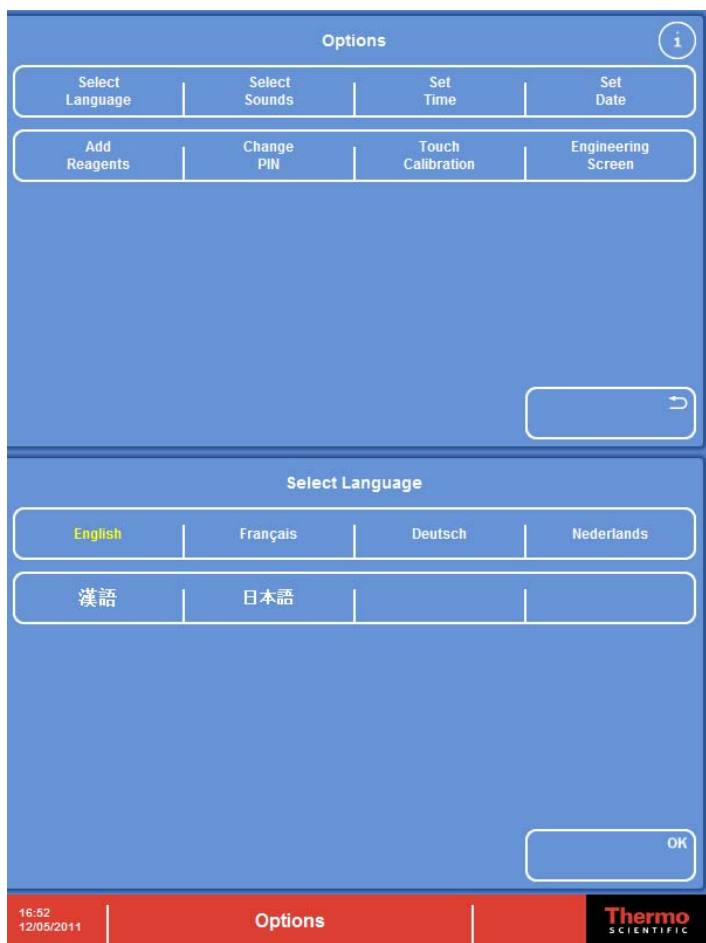 Options
i
Select Select Set Set
Language Sounds Time Date
Add Change Touch Engineering
Reagents PIN Calibration Screen
Select Language
English Français Deutsch Nederlands
漢語 日本語
OK
16:52
12/05/2011
Options
Thermo
SCIENTIFIC